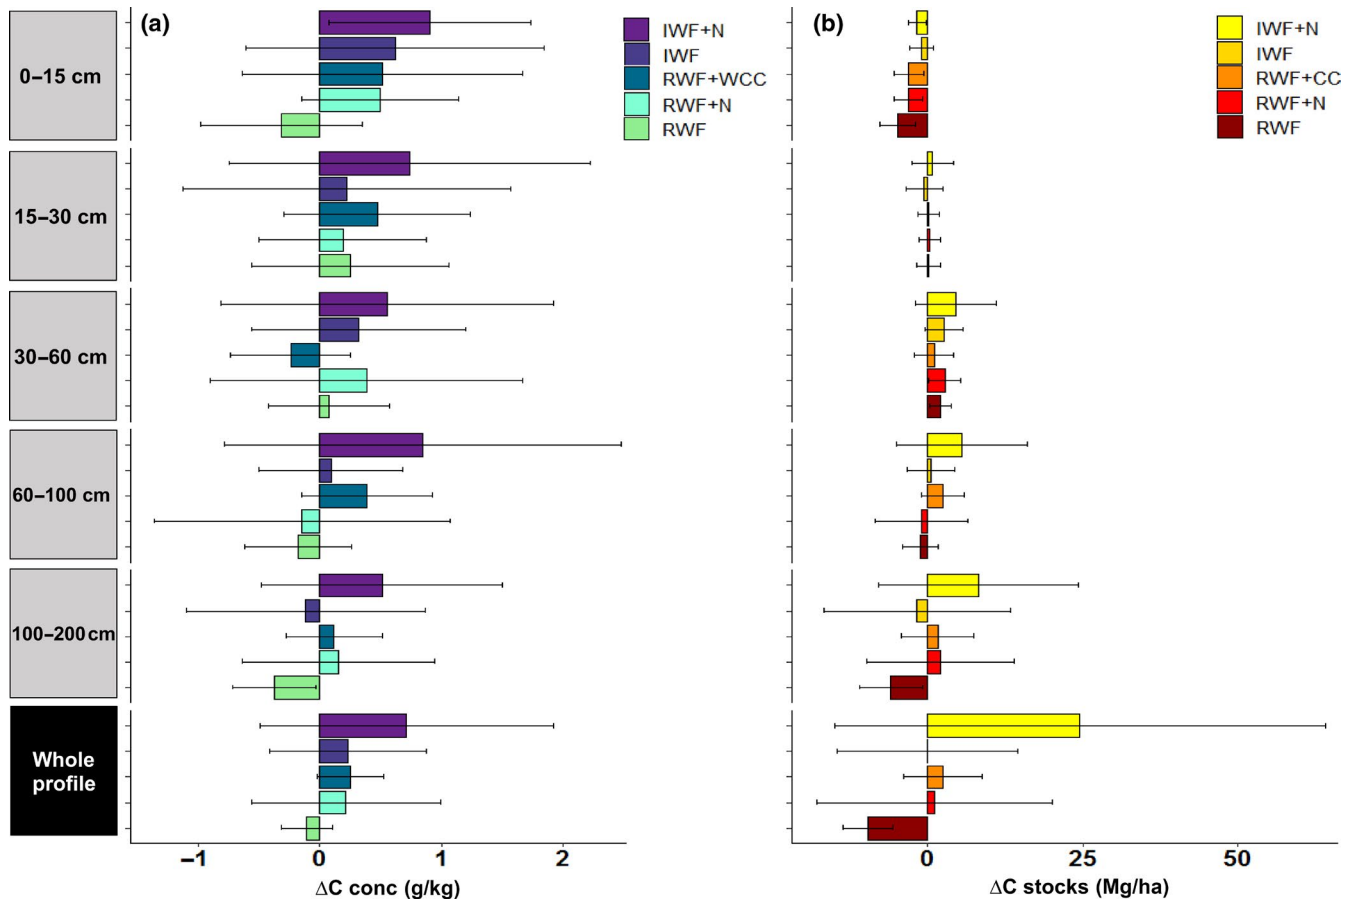 (a)
IWF+N
IWF
RWF+WCC
RWF+N
RWF
(b)
IWF+N
IWF
RWF+CC
RWF+N
RWF
0–15 cm
15–30 cm
30–60 cm
60–100 cm
100–200 cm
Whole
profile
−1 0 1 2
ΔC conc (g/kg)
0 25 50
ΔC stocks (Mg/ha)